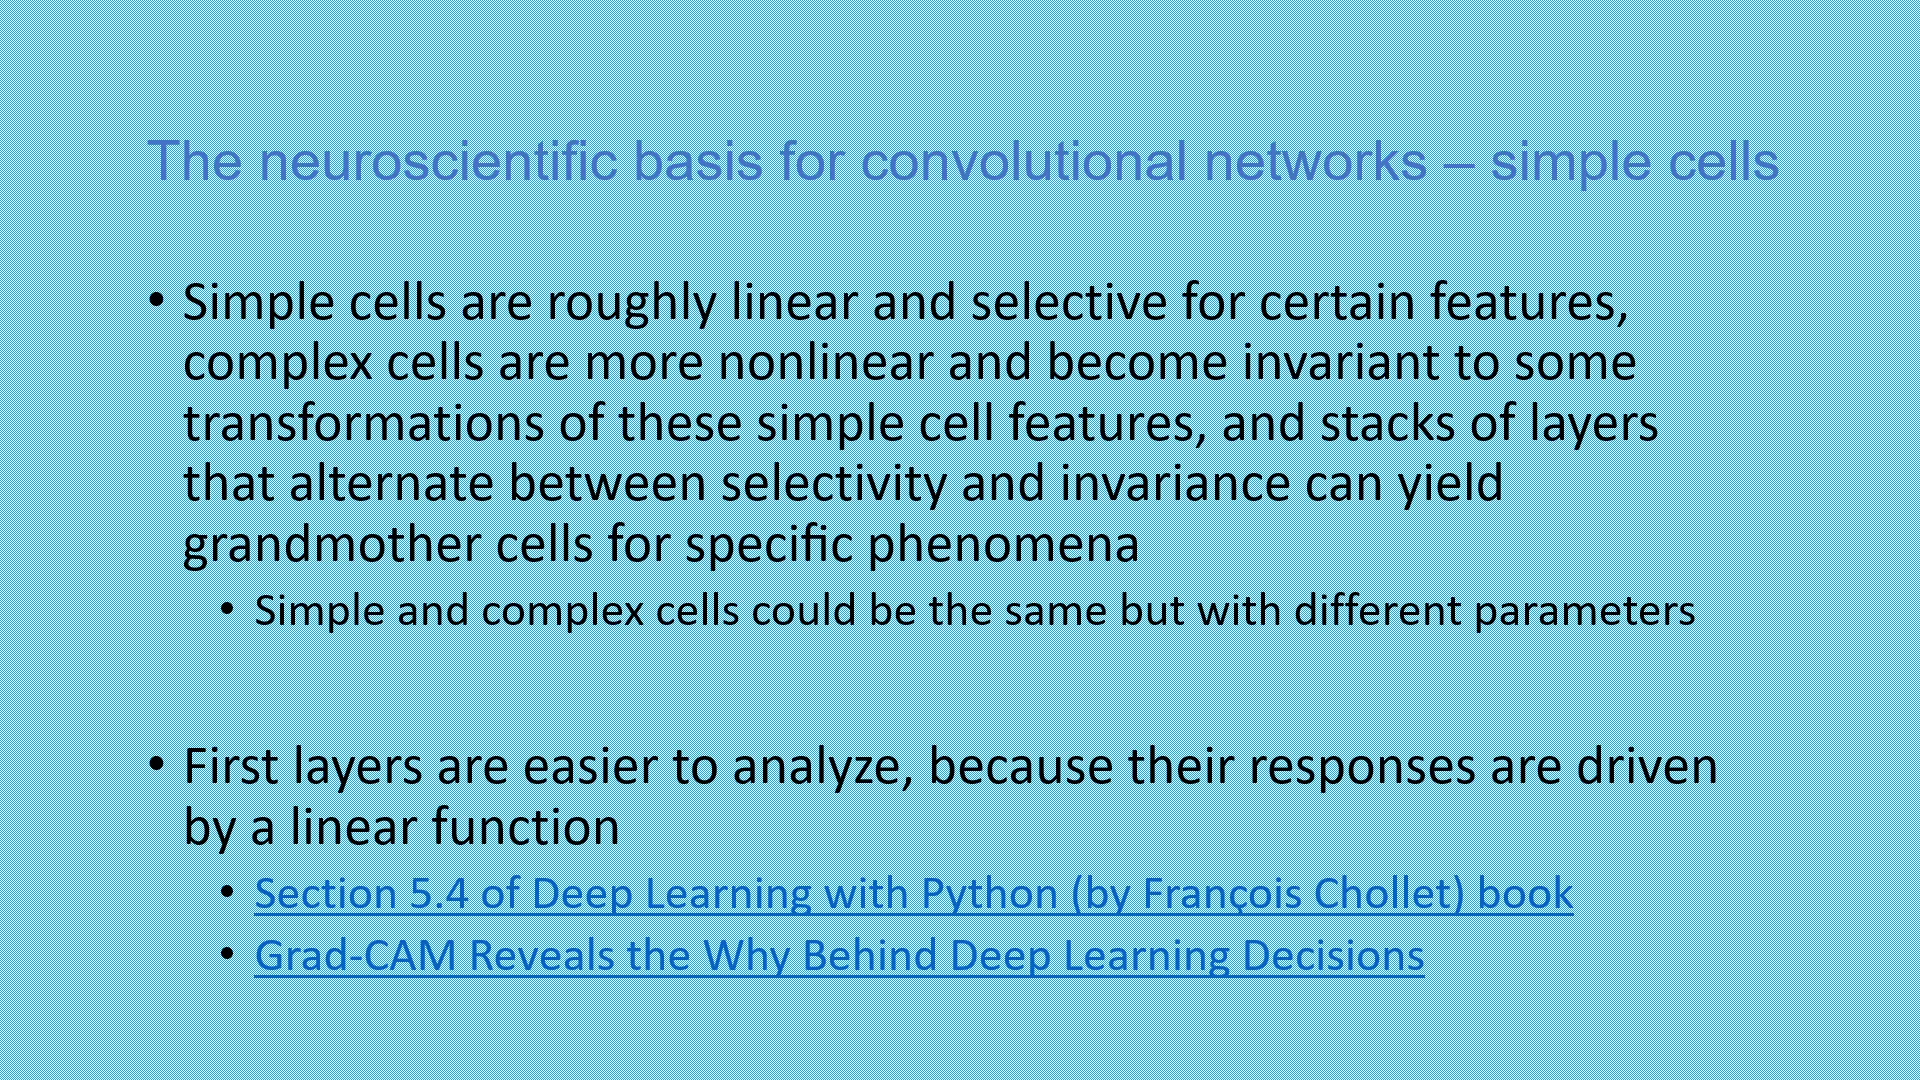 The neuroscientific basis for convolutional networks – simple cells
• Simple cells are roughly linear and selective for certain features,
complex cells are more nonlinear and become invariant to some
transformations of these simple cell features, and stacks of layers
that alternate between selectivity and invariance can yield
grandmother cells for specific phenomena
• Simple and complex cells could be the same but with different parameters
• First layers are easier to analyze, because their responses are driven
by a linear function
• Section 5.4 of Deep Learning with Python (by François Chollet) book
• Grad-CAM Reveals the Why Behind Deep Learning Decisions